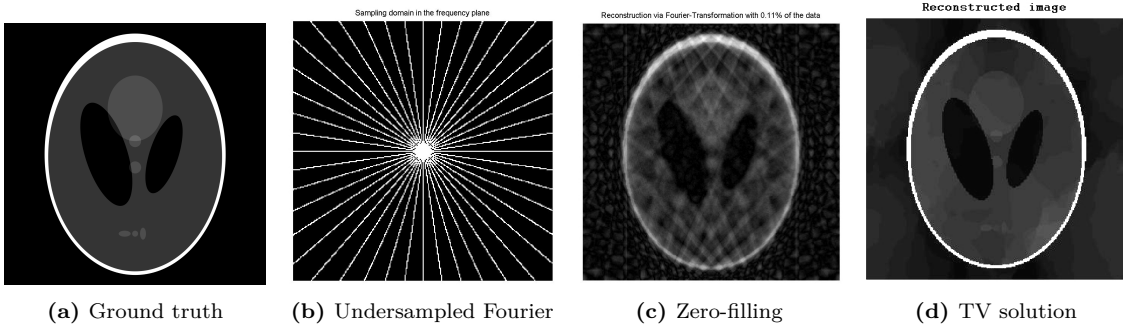 Sampling domain in the frequency plane
Reconstruction via Fourier-Transformation with 0.11% of the data
Reconstructed image
(a) Ground truth
(b) Undersampled Fourier
(c) Zero-filling
(d) TV solution